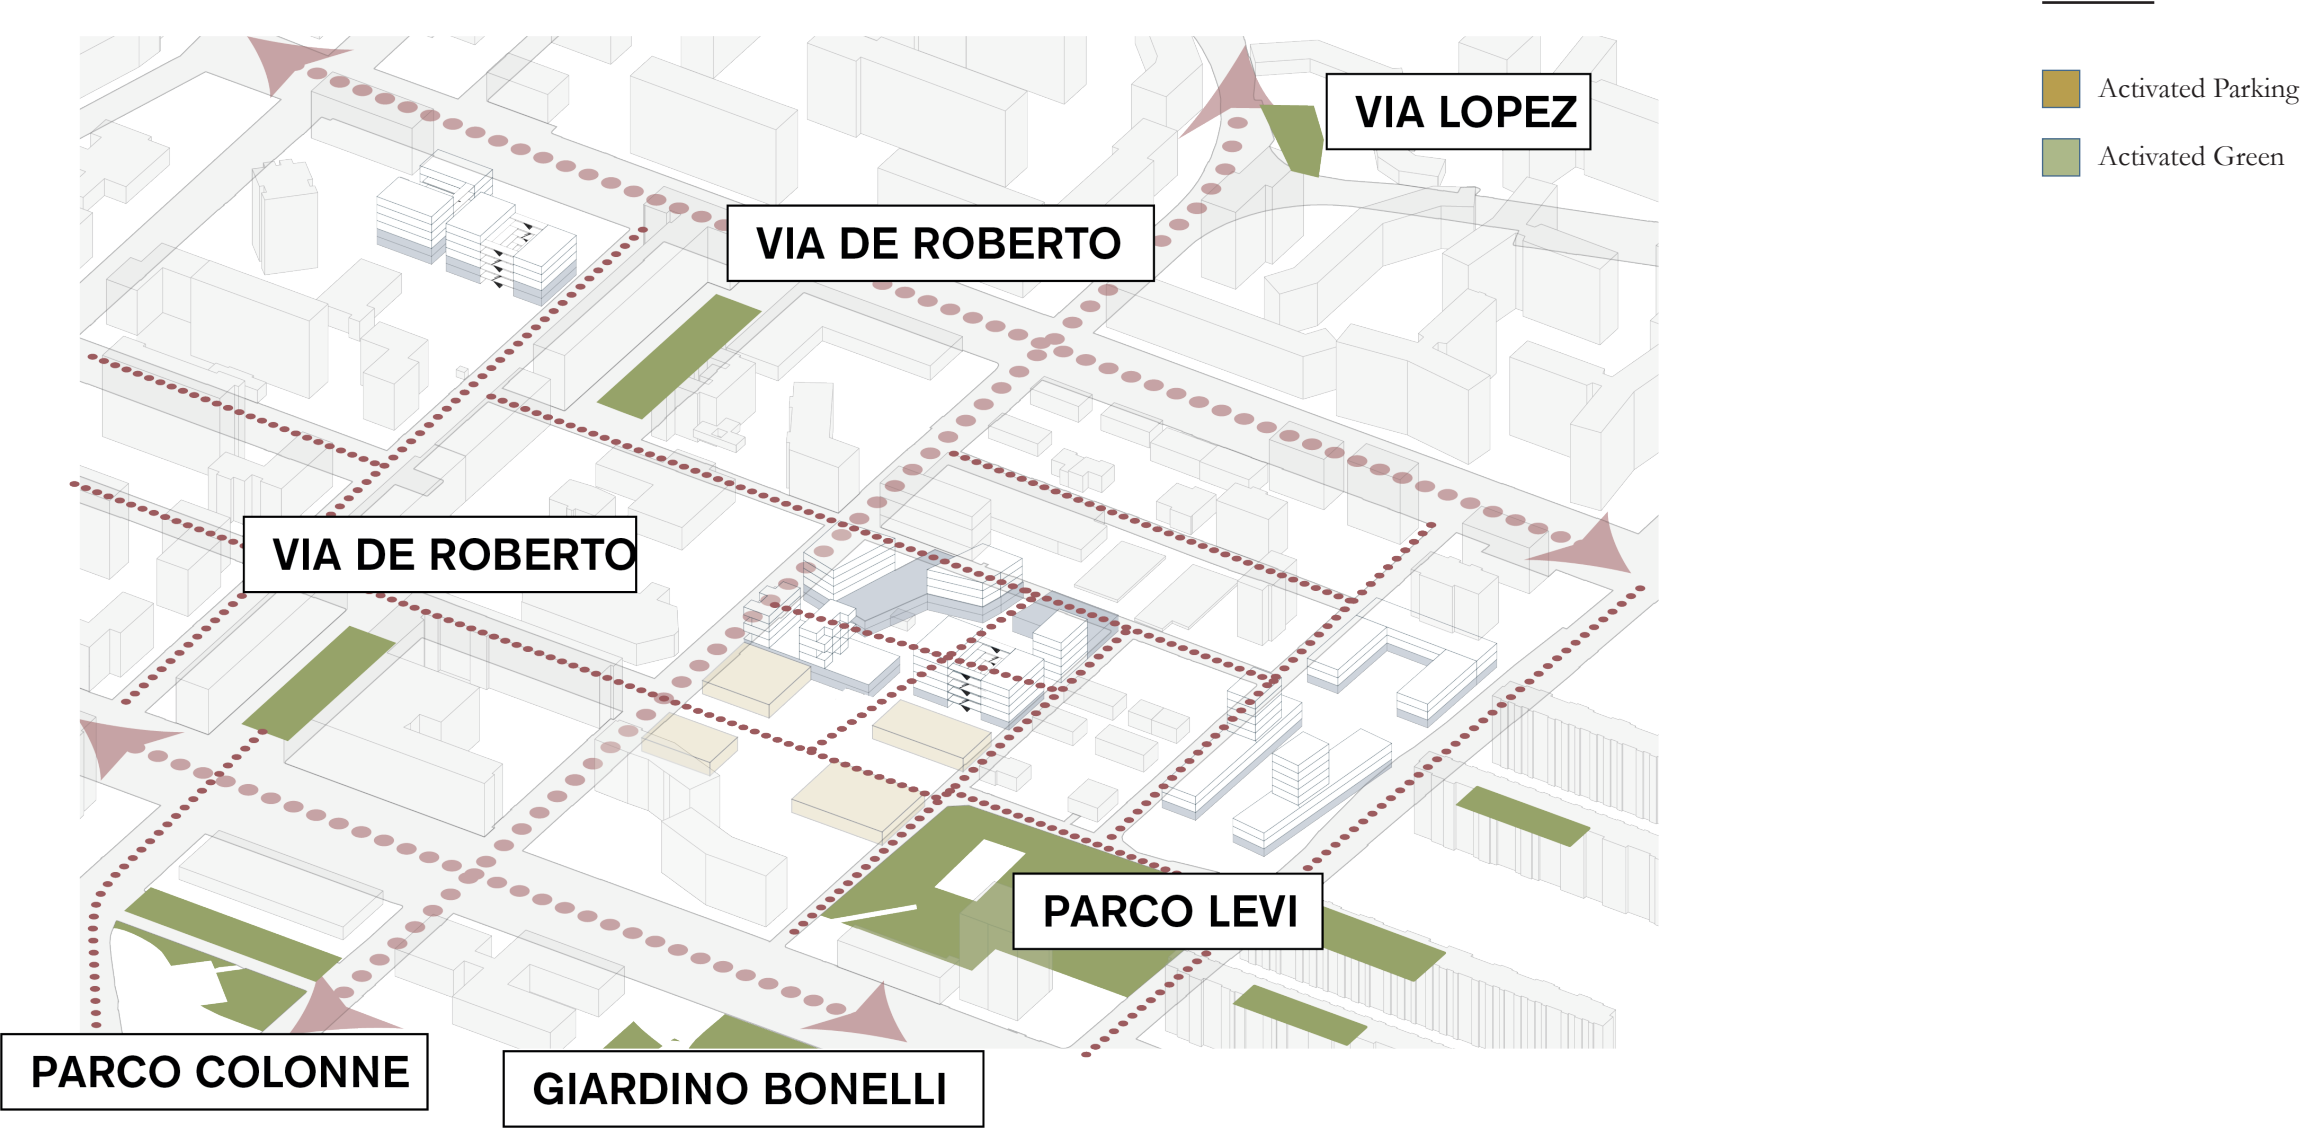 VIA LOPEZ
Activated Parking
Activated Green
VIA DE ROBERTO
VIA DE ROBERTO
PARCO LEVI
PARCO COLONNE
GIARDINO BONELLI